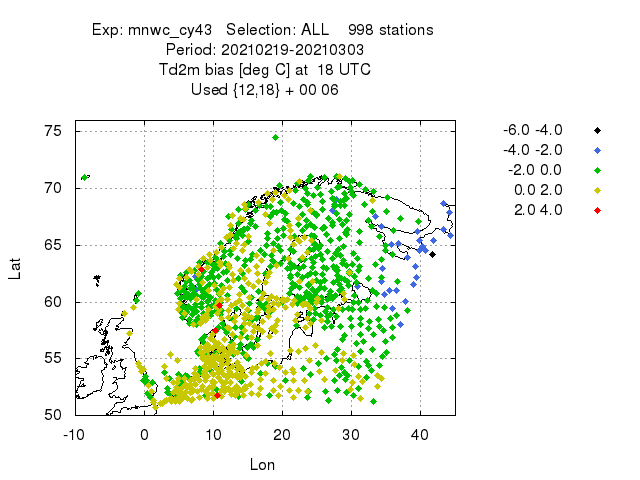 Exp: mnwc_cy43   Selection: ALL    998 stations
Period: 20210219-20210303
Td2m bias [deg C] at  18 UTC
Used {12,18} + 00 06
-6.0 -4.0
-4.0 -2.0
-2.0 0.0
0.0 2.0
2.0 4.0
75
70
65
60
55
50
Lat
-10 0 10 20 30 40
Lon